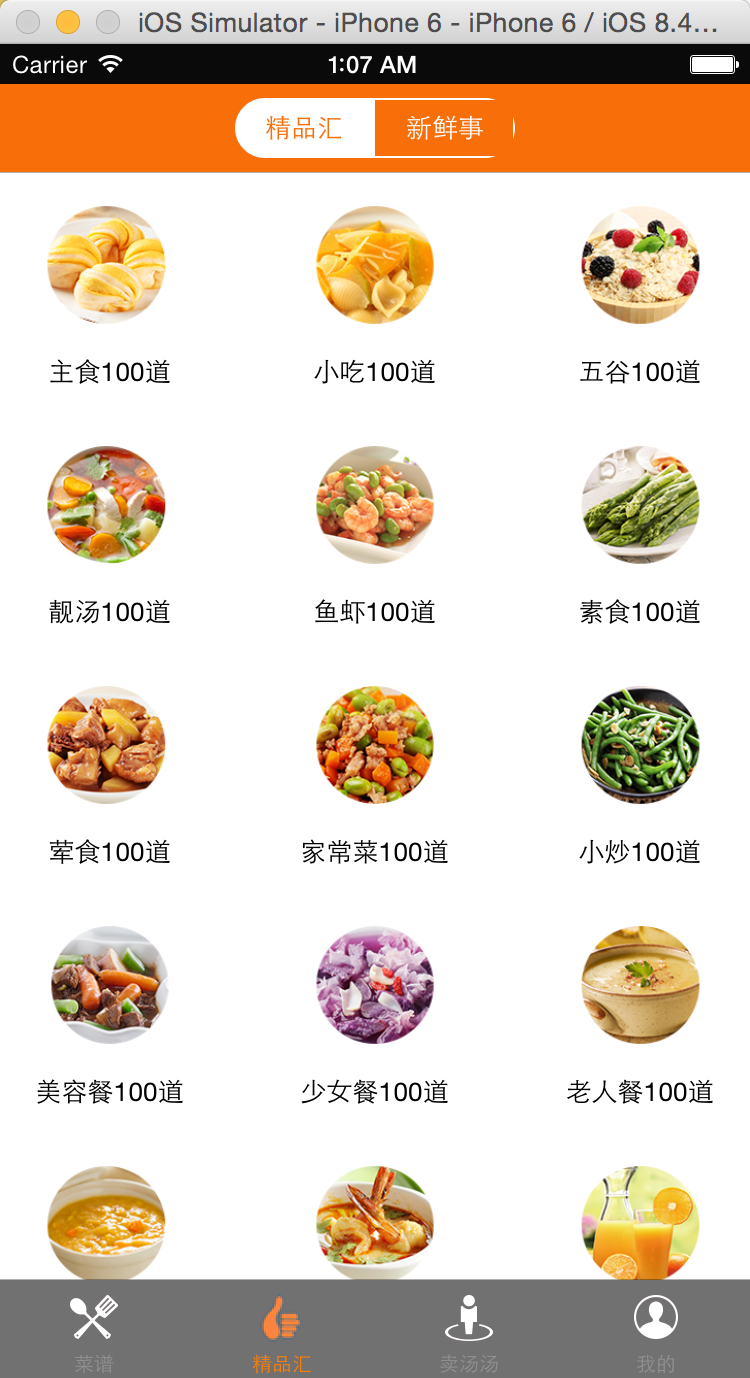 iOS Simulator - iPhone 6 - iPhone 6 / iOS 8.4...
Carrier 1:07 AM
精品汇 新鲜事
主食100道 小吃100道 五谷100道
靓汤100道 鱼虾100道 素食100道
荤食100道 家常菜100道 小炒100道
美容餐100道 少女餐100道 老人餐100道
菜谱 精品汇 卖汤汤 我的